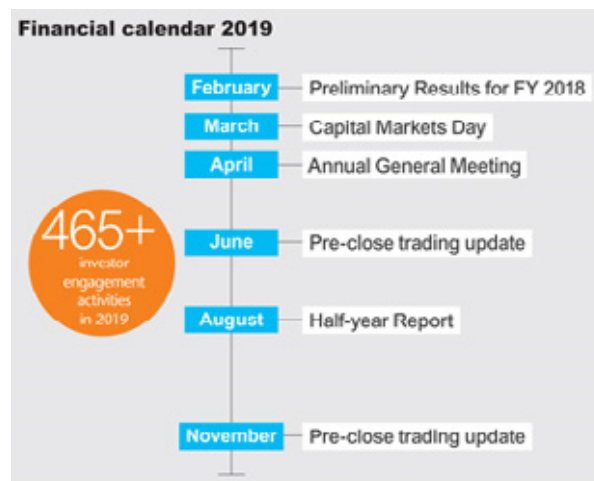 Financial calendar 2019
February Preliminary Results for FY 2018
March Capital Markets Day
April Annual General Meeting
465+
investor
engagement
activities
in 2019
June Pre-close trading update
August Half-year Report
November Pre-close trading update